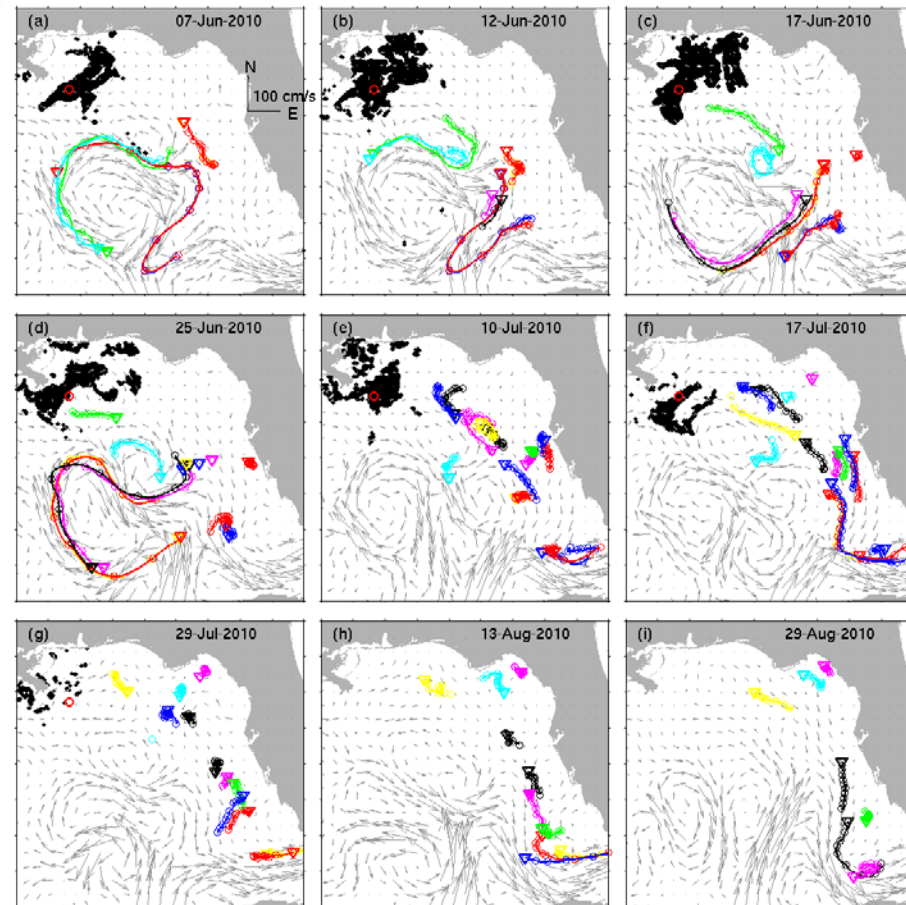 (a) 07-Jun-2010
N
100 cm/s
E
(b) 12-Jun-2010
(c) 17-Jun-2010
(d) 25-Jun-2010
(e) 10-Jul-2010
(f) 17-Jul-2010
(g) 29-Jul-2010
(h) 13-Aug-2010
(i) 29-Aug-2010